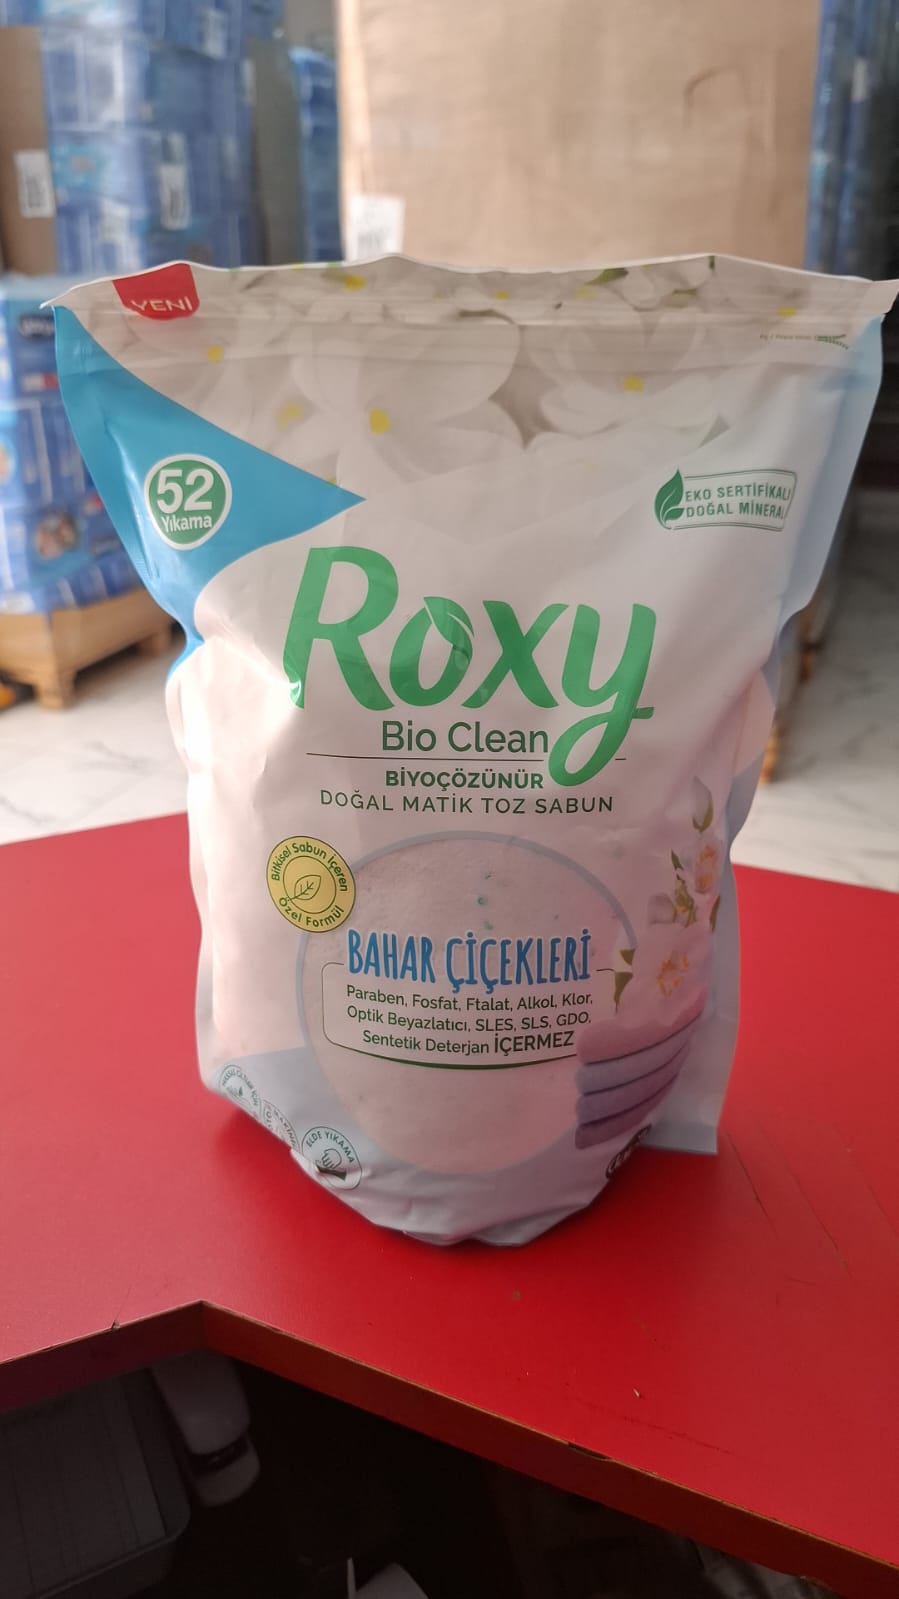 YENİ
52
Yıkama
EKO SERTİFİKALI
DOĞAL MİNERAL
Roxy
Bio Clean
BİYOÇÖZÜNÜR
DOĞAL MATİK TOZ SABUN
Bitkisel Sabun İçeren
Özel Formül
BAHAR ÇİÇEKLERİ
Paraben, Fosfat, Ftalat, Alkol, Klor,
Optik Beyazlatıcı, SLES, SLS, GDO,
Sentetik Deterjan İÇERMEZ
ELDE YIKAMA